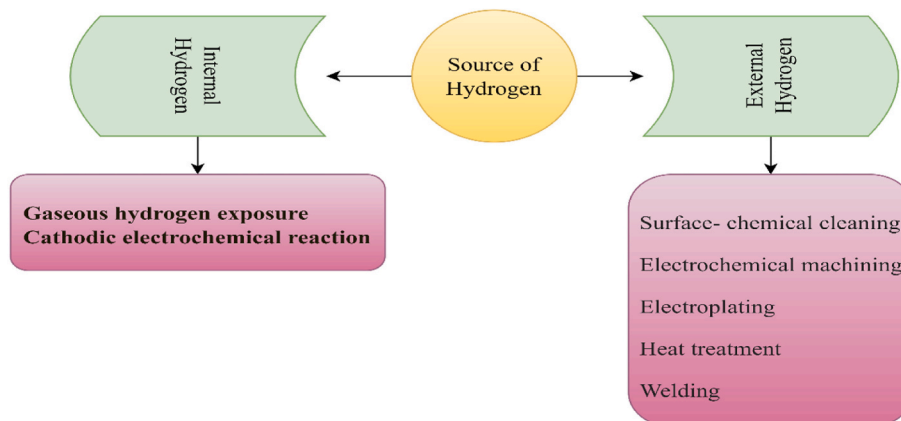 Internal
Hydrogen
Source of
Hydrogen
External
Hydrogen
Gaseous hydrogen exposure
Cathodic electrochemical reaction
Surface- chemical cleaning
Electrochemical machining
Electroplating
Heat treatment
Welding